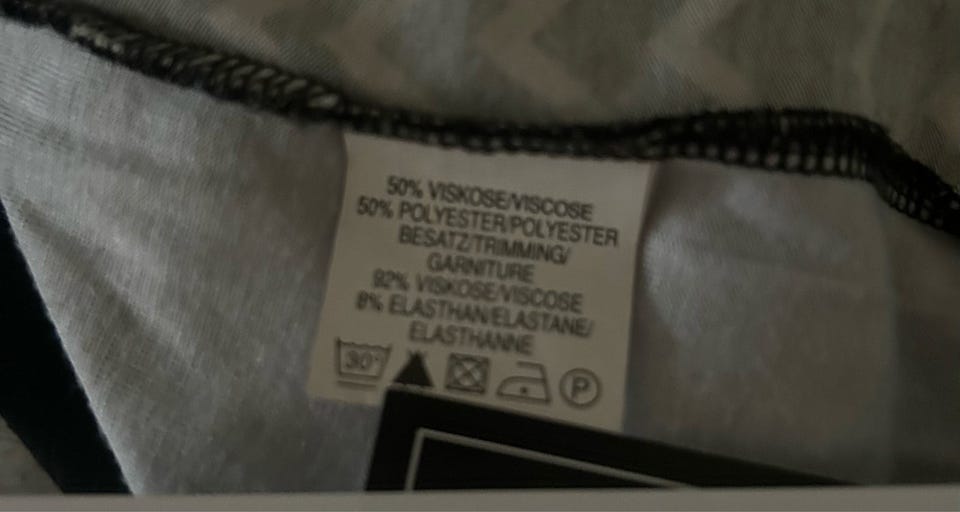 50% VISKOSE/VISCOSE
50% POLYESTER/POLYESTER
BESATZ/TRIMMING/
GARNITURE
92% VISKOSE/VISCOSE
8% ELASTHAN/ELASTANE/
ELASTHANNE
30°
P